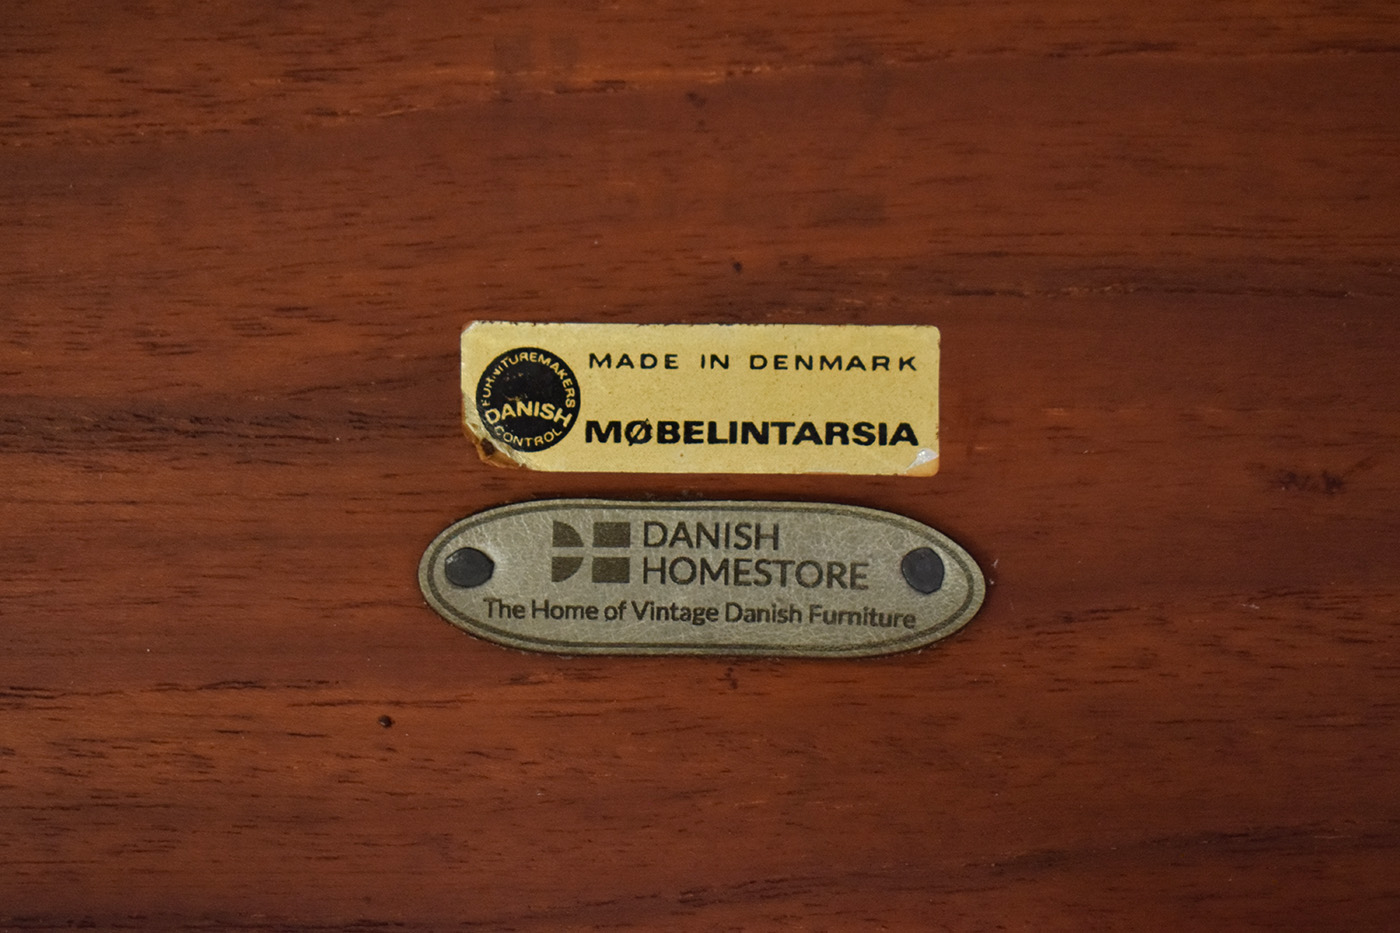 FURNITUREMAKERS
DANISH
CONTROL
MADE IN DENMARK
MØBELINTARSIA
DANISH
HOMESTORE
The Home of Vintage Danish Furniture